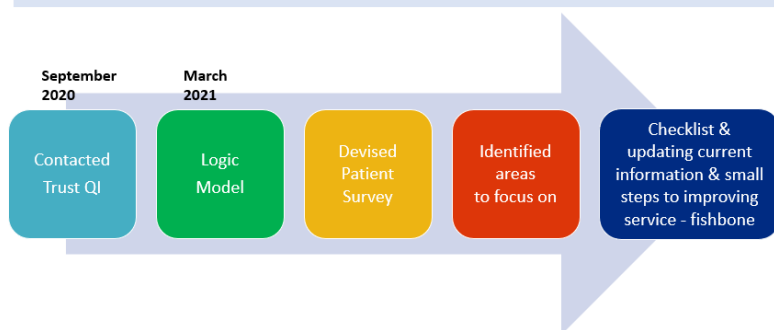 September
2020
March
2021
Contacted
Trust QI
Logic
Model
Devised
Patient
Survey
Identified
areas
to focus on
Checklist &
updating current
information & small
steps to improving
service - fishbone